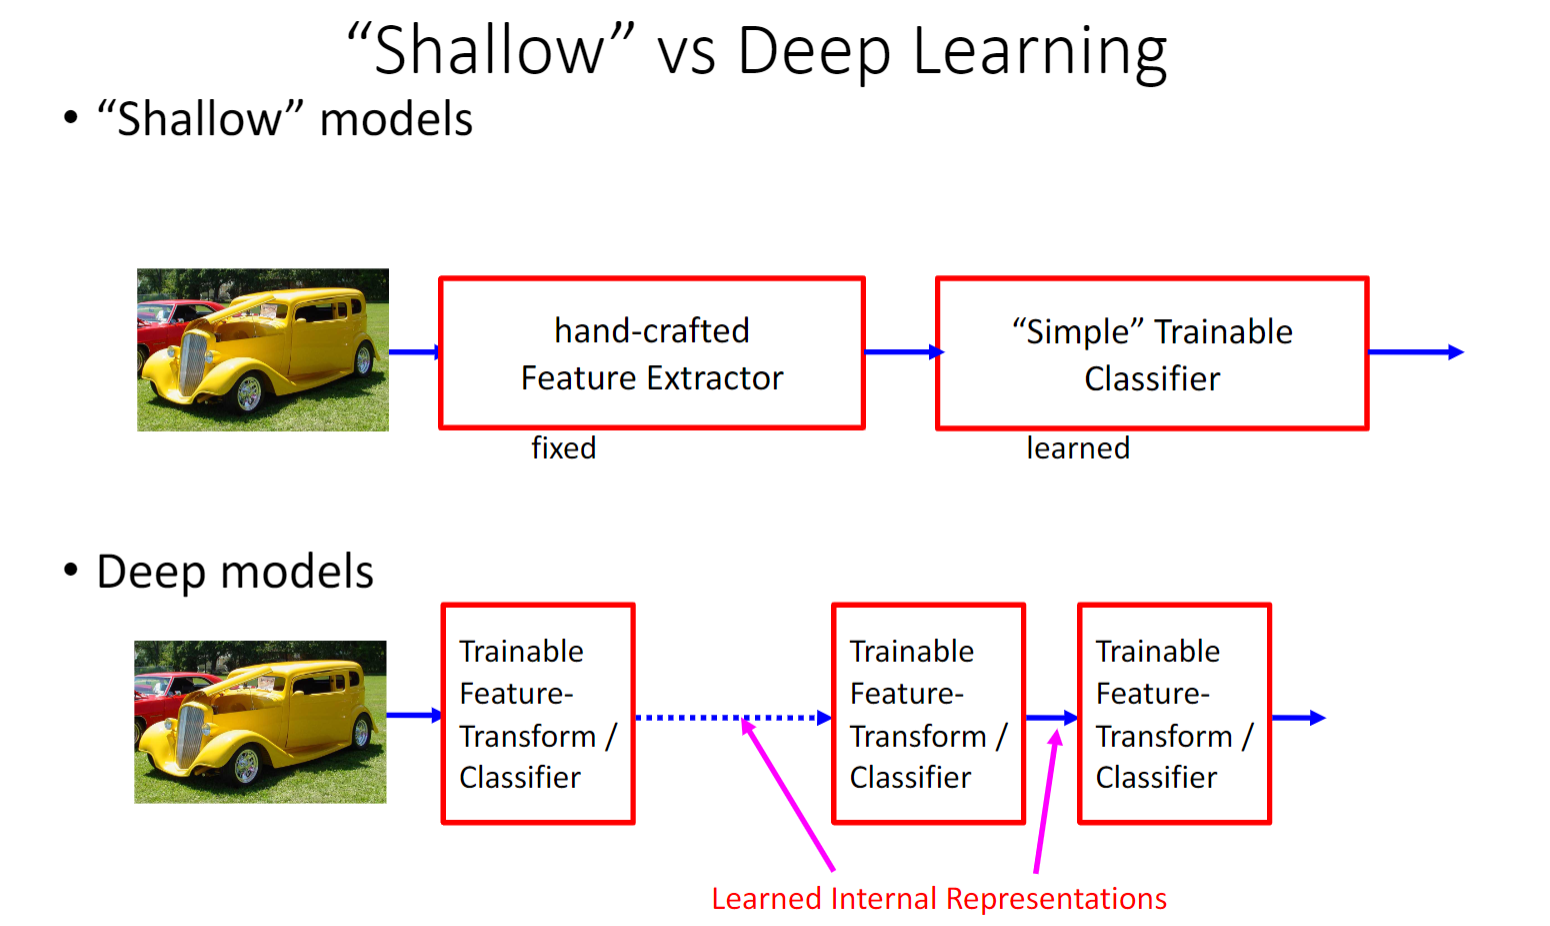 “Shallow” vs Deep Learning
• “Shallow” models
hand-crafted
Feature Extractor
“Simple” Trainable
Classifier
fixed
learned
• Deep models
Trainable
Feature-
Transform /
Classifier
Trainable
Feature-
Transform /
Classifier
Trainable
Feature-
Transform /
Classifier
Learned Internal Representations